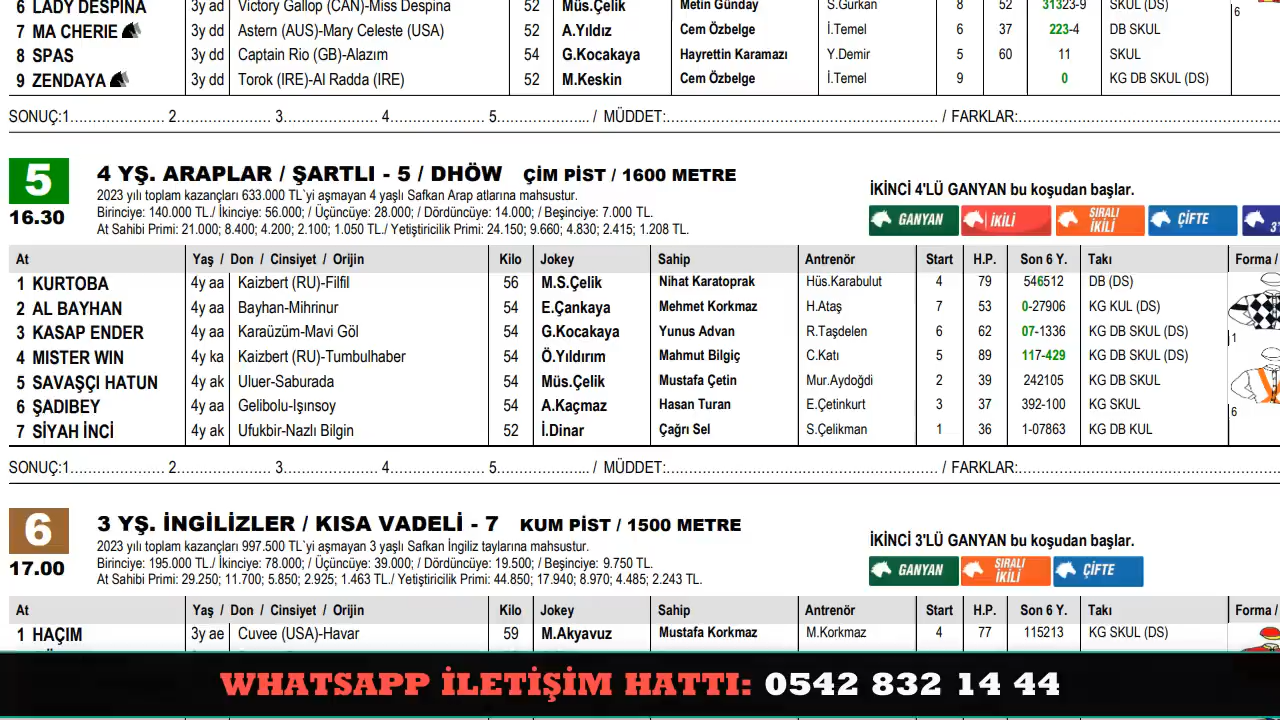 6 LADY DESPINA 3y dd Victory Gallop (CAN)-Miss Despina 52 Müs.Çelik Metin Günday S.Gürkan 8 52 31323-9 SKUL (DS)
6
7 MA CHERIE 3y dd Astern (AUS)-Mary Celeste (USA) 52 A.Yıldız Cem Özbelge İ.Temel 6 37 223-4 DB SKUL
8 SPAS 3y dd Captain Rio (GB)-Alazım 54 G.Kocakaya Hayrettin Karamazı Y.Demir 5 60 11 SKUL
9 ZENDAYA 3y dd Torok (IRE)-Al Radda (IRE) 52 M.Keskin Cem Özbelge İ.Temel 9 0 KG DB SKUL (DS)
SONUÇ:1..................... 2...................... 3...................... 4...................... 5..................... / MÜDDET:............................................................. / FARKLAR:............................................................
5 4 YŞ. ARAPLAR / ŞARTLI - 5 / DHÖW ÇİM PİST / 1600 METRE
16.30
2023 yılı toplam kazançları 633.000 TL`yi aşmayan 4 yaşlı Safkan Arap atlarına mahsustur.
Birinciye: 140.000 TL./ İkinciye: 56.000; / Üçüncüye: 28.000; / Dördüncüye: 14.000; / Beşinciye: 7.000 TL.
At Sahibi Primi: 21.000; 8.400; 4.200; 2.100; 1.050 TL./ Yetiştiricilik Primi: 24.150; 9.660; 4.830; 2.415; 1.208 TL.
İKİNCİ 4'LÜ GANYAN bu koşudan başlar.
GANYAN İKİLİ SIRALI İKİLİ ÇİFTE 3'
At Yaş / Don / Cinsiyet / Orijin Kilo Jokey Sahip Antrenör Start H.P. Son 6 Y. Takı Forma /
1 KURTOBA 4y aa Kaizbert (RU)-Filfil 56 M.S.Çelik Nihat Karatoprak Hüs.Karabulut 4 79 546512 DB (DS)
2 AL BAYHAN 4y aa Bayhan-Mihrinur 54 E.Çankaya Mehmet Korkmaz H.Ataş 7 53 0-27906 KG KUL (DS)
3 KASAP ENDER 4y aa Karaüzüm-Mavi Göl 54 G.Kocakaya Yunus Advan R.Taşdelen 6 62 07-1336 KG DB SKUL (DS)
1
4 MISTER WIN 4y ka Kaizbert (RU)-Tumbulhaber 54 Ö.Yıldırım Mahmut Bilgiç C.Katı 5 89 117-429 KG DB SKUL (DS)
5 SAVAŞÇI HATUN 4y ak Uluer-Saburada 54 Müs.Çelik Mustafa Çetin Mur.Aydoğdi 2 39 242105 KG DB SKUL
6 ŞADIBEY 4y aa Gelibolu-Işınsoy 54 A.Kaçmaz Hasan Turan E.Çetinkurt 3 37 392-100 KG SKUL
6
7 SİYAH İNCİ 4y ak Ufukbir-Nazlı Bilgin 52 İ.Dinar Çağrı Sel S.Çelikman 1 36 1-07863 KG DB KUL
SONUÇ:1..................... 2...................... 3...................... 4...................... 5..................... / MÜDDET:............................................................. / FARKLAR:............................................................
6 3 YŞ. İNGİLİZLER / KISA VADELİ - 7 KUM PİST / 1500 METRE
17.00
2023 yılı toplam kazançları 997.500 TL`yi aşmayan 3 yaşlı Safkan İngiliz taylarına mahsustur.
Birinciye: 195.000 TL./ İkinciye: 78.000; / Üçüncüye: 39.000; / Dördüncüye: 19.500; / Beşinciye: 9.750 TL.
At Sahibi Primi: 29.250; 11.700; 5.850; 2.925; 1.463 TL./ Yetiştiricilik Primi: 44.850; 17.940; 8.970; 4.485; 2.243 TL.
İKİNCİ 3'LÜ GANYAN bu koşudan başlar.
GANYAN SIRALI İKİLİ ÇİFTE
At Yaş / Don / Cinsiyet / Orijin Kilo Jokey Sahip Antrenör Start H.P. Son 6 Y. Takı Forma /
1 HAÇIM 3y ae Cuvee (USA)-Havar 59 M.Akyavuz Mustafa Korkmaz M.Korkmaz 4 77 115213 KG SKUL (DS)
WHATSAPP İLETİŞİM HATTI: 0542 832 14 44